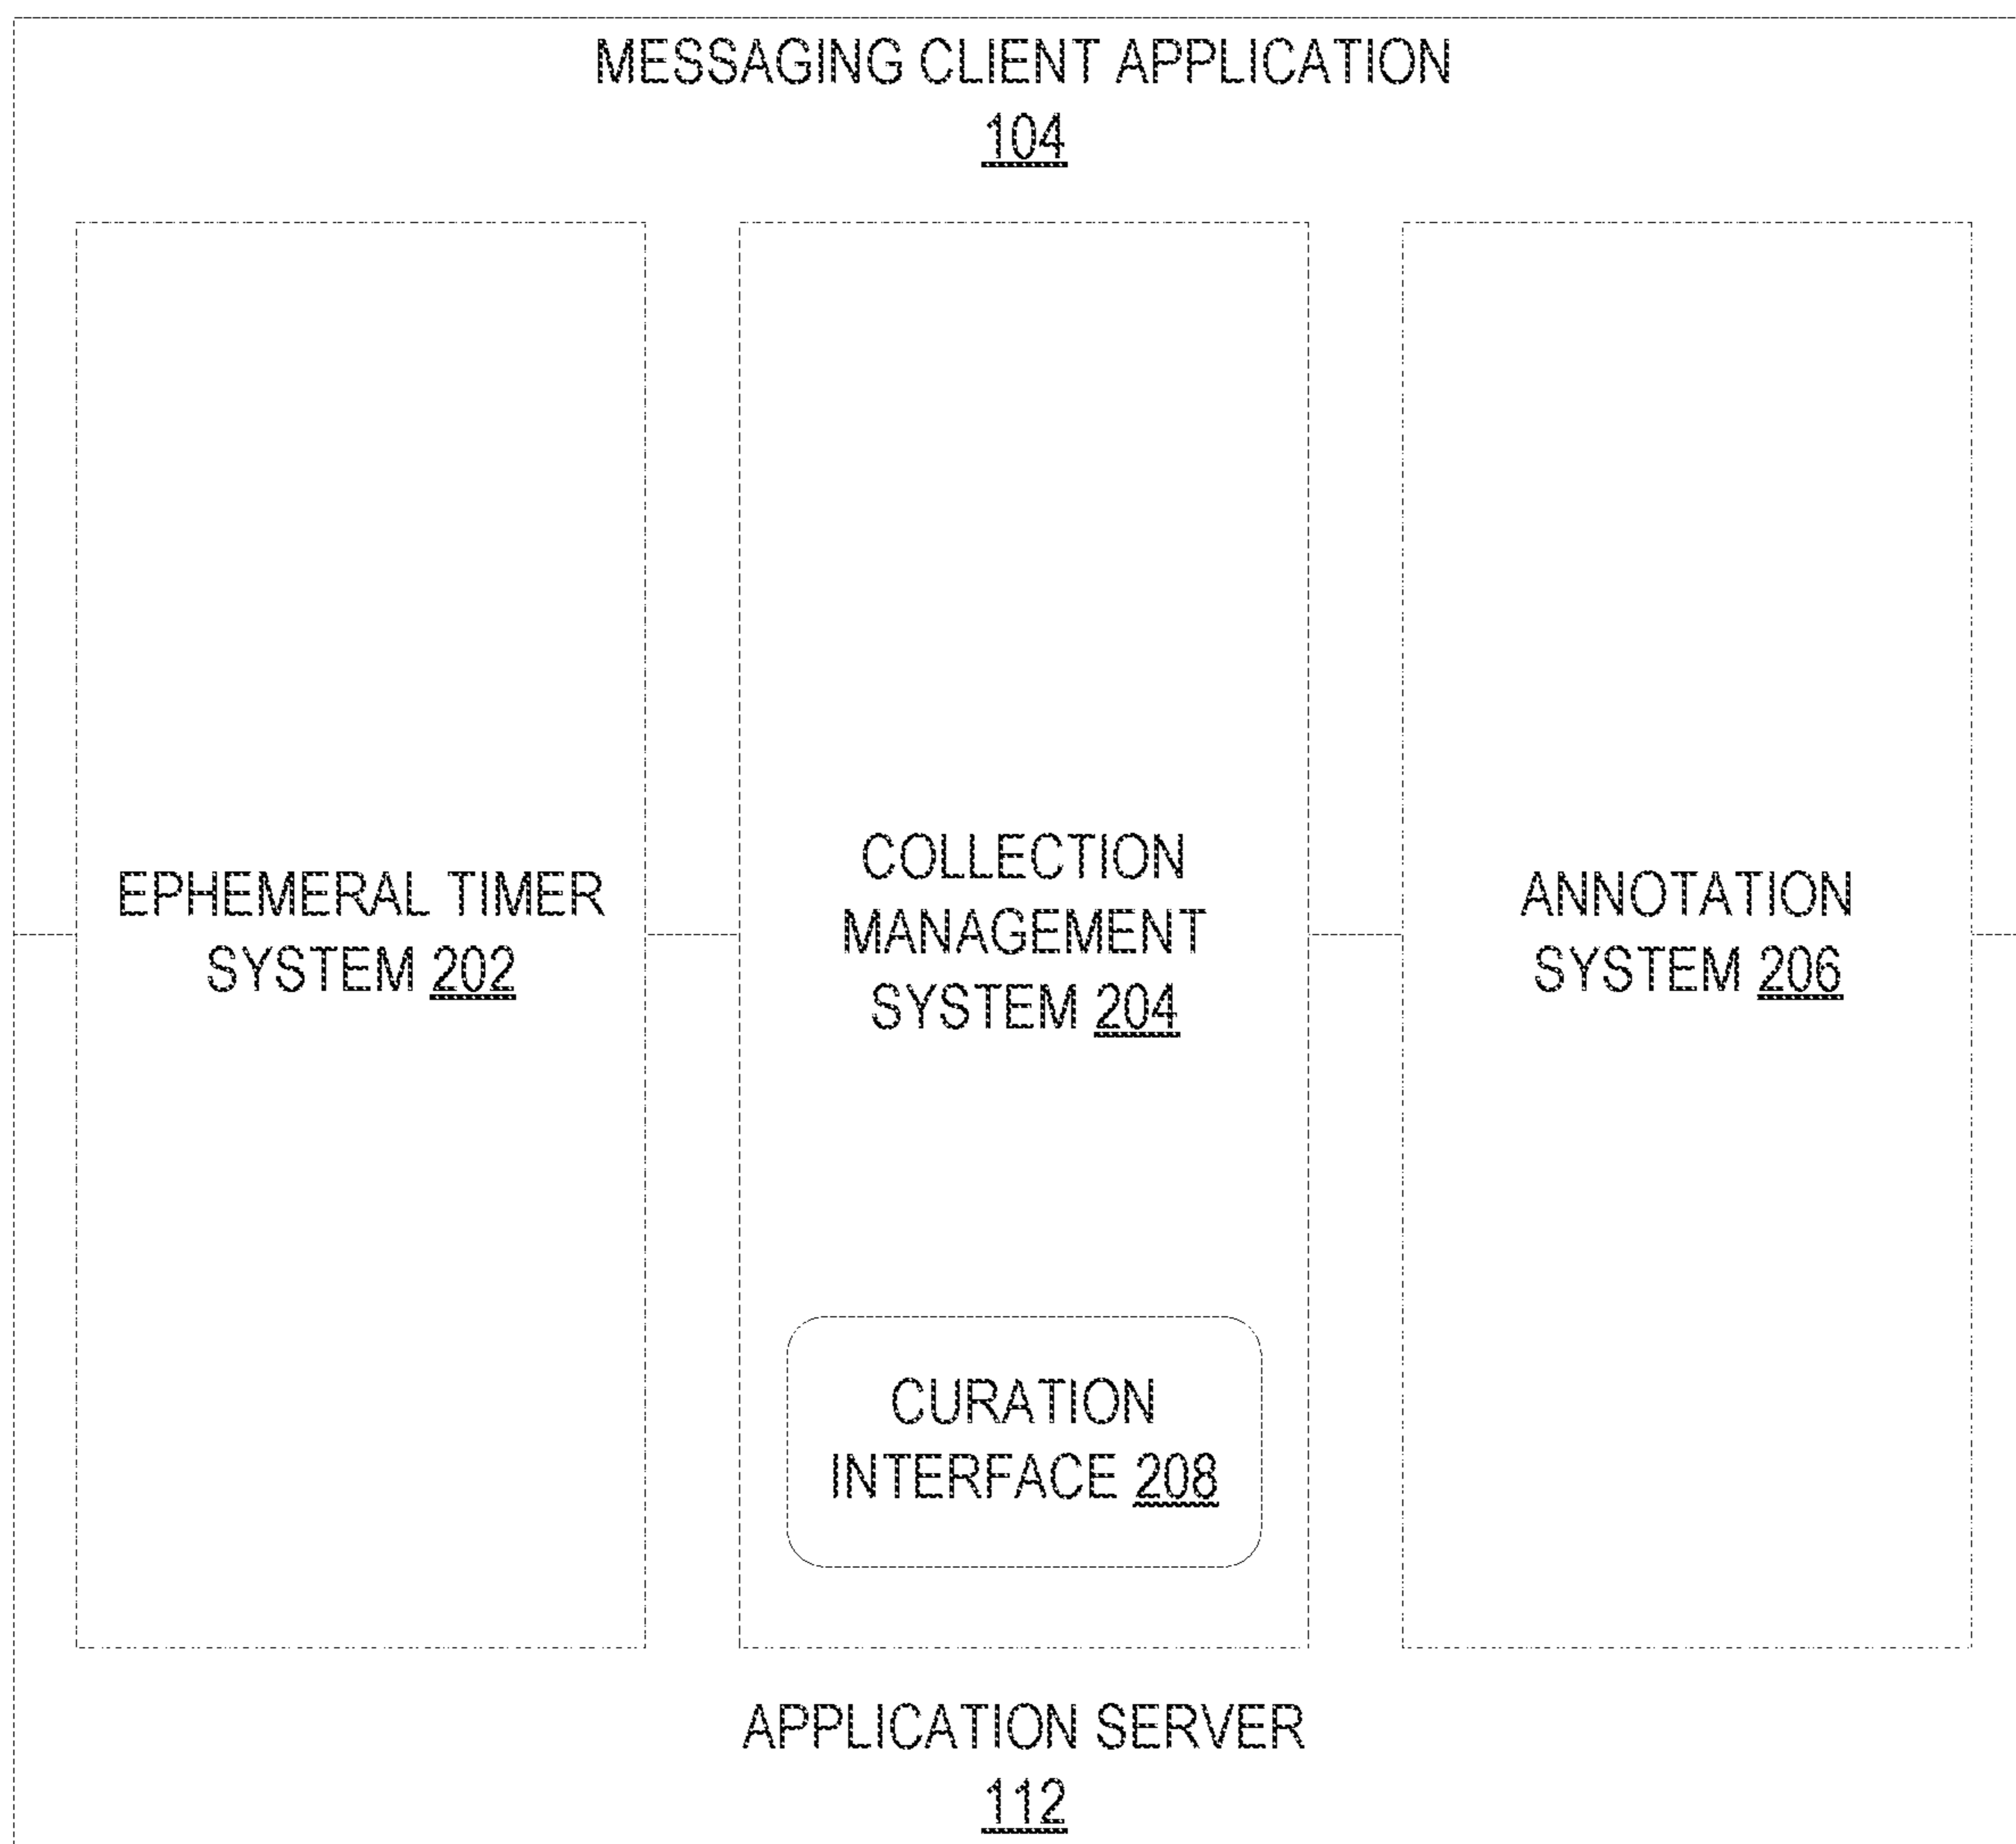 MESSAGING CLIENT APPLICATION
104
EPHEMERAL TIMER
SYSTEM 202
COLLECTION
MANAGEMENT
SYSTEM 204
ANNOTATION
SYSTEM 206
CURATION
INTERFACE 208
APPLICATION SERVER
112